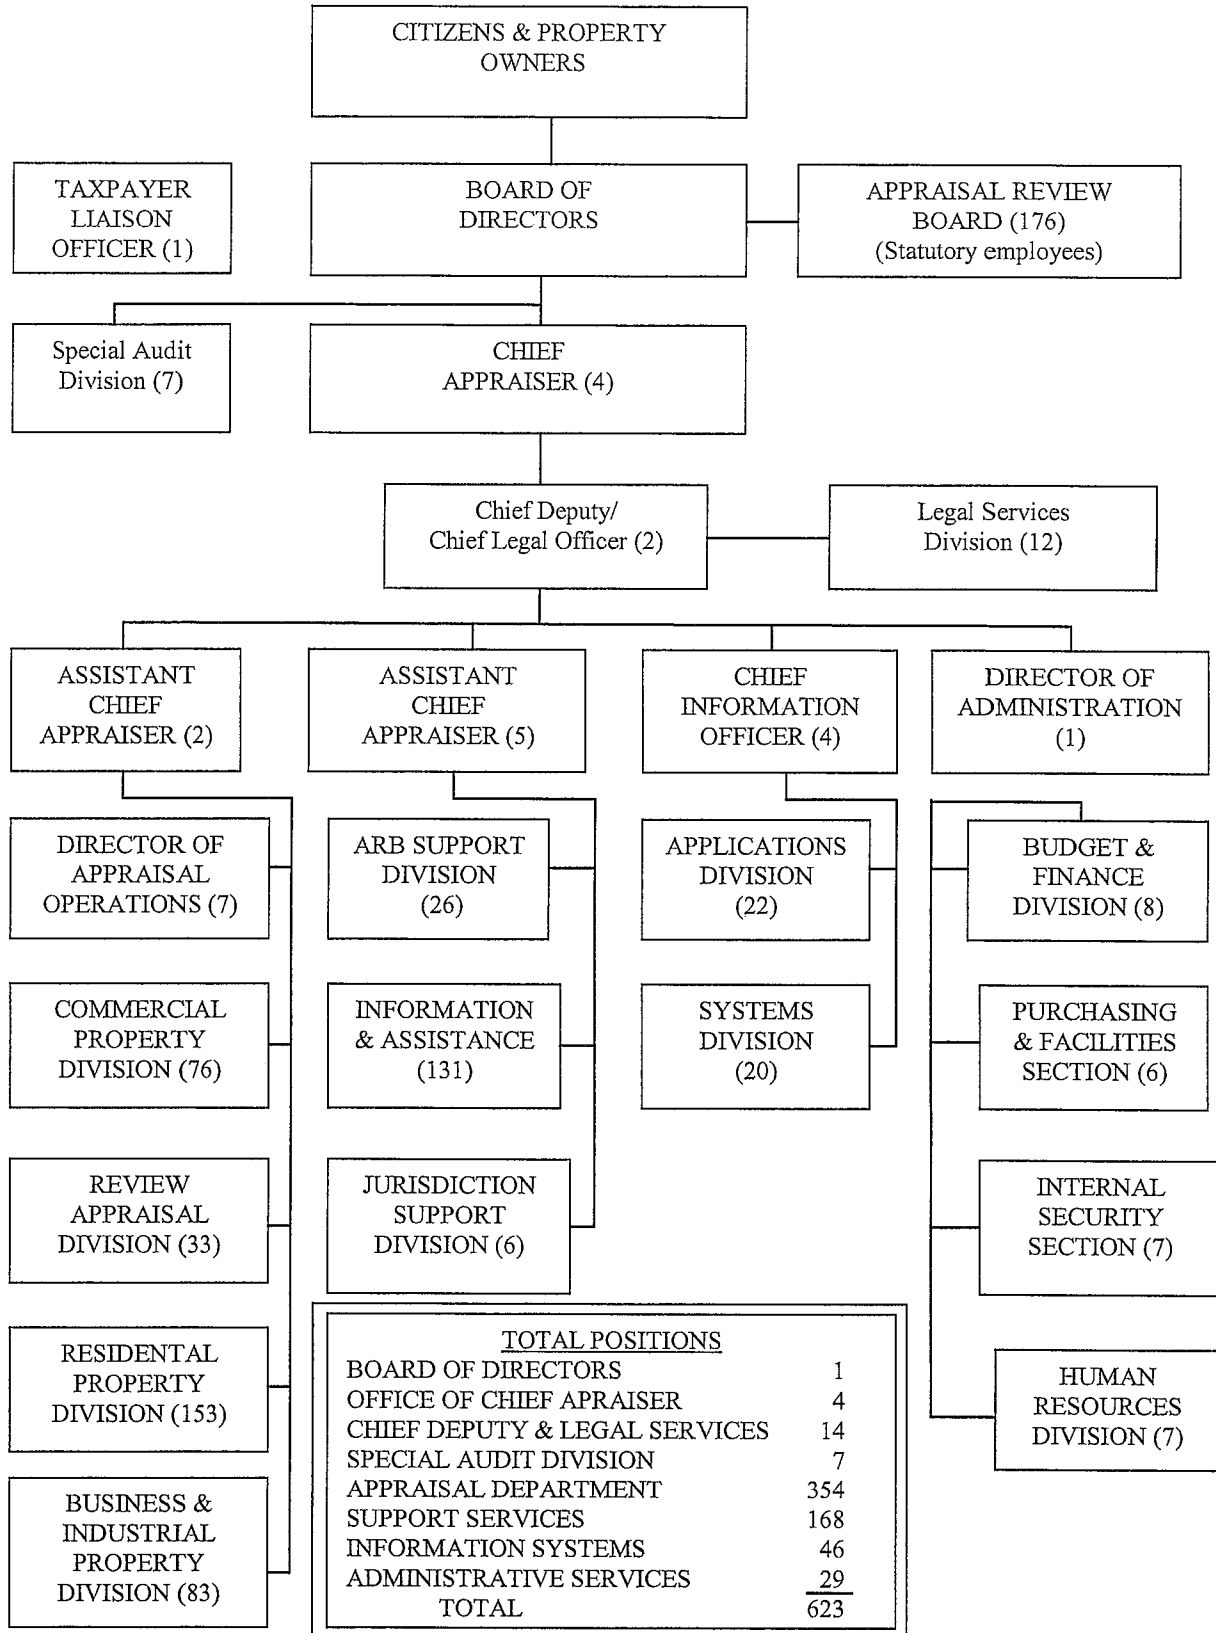 CITIZENS & PROPERTY
OWNERS
TAXPAYER
LIAISON
OFFICER (1)
BOARD OF
DIRECTORS
APPRAISAL REVIEW
BOARD (176)
(Statutory employees)
Special Audit
Division (7)
CHIEF
APPRAISER (4)
Chief Deputy/
Chief Legal Officer (2)
Legal Services
Division (12)
ASSISTANT
CHIEF
APPRAISER (2)
ASSISTANT
CHIEF
APPRAISER (5)
CHIEF
INFORMATION
OFFICER (4)
DIRECTOR OF
ADMINISTRATION
(1)
DIRECTOR OF
APPRAISAL
OPERATIONS (7)
ARB SUPPORT
DIVISION
(26)
APPLICATIONS
DIVISION
(22)
BUDGET &
FINANCE
DIVISION (8)
COMMERCIAL
PROPERTY
DIVISION (76)
INFORMATION
& ASSISTANCE
(131)
SYSTEMS
DIVISION
(20)
PURCHASING
& FACILITIES
SECTION (6)
REVIEW
APPRAISAL
DIVISION (33)
JURISDICTION
SUPPORT
DIVISION (6)
INTERNAL
SECURITY
SECTION (7)
RESIDENTAL
PROPERTY
DIVISION (153)
HUMAN
RESOURCES
DIVISION (7)
BUSINESS &
INDUSTRIAL
PROPERTY
DIVISION (83)
TOTAL POSITIONS
BOARD OF DIRECTORS 1
OFFICE OF CHIEF APRAISER 4
CHIEF DEPUTY & LEGAL SERVICES 14
SPECIAL AUDIT DIVISION 7
APPRAISAL DEPARTMENT 354
SUPPORT SERVICES 168
INFORMATION SYSTEMS 46
ADMINISTRATIVE SERVICES 29
TOTAL 623